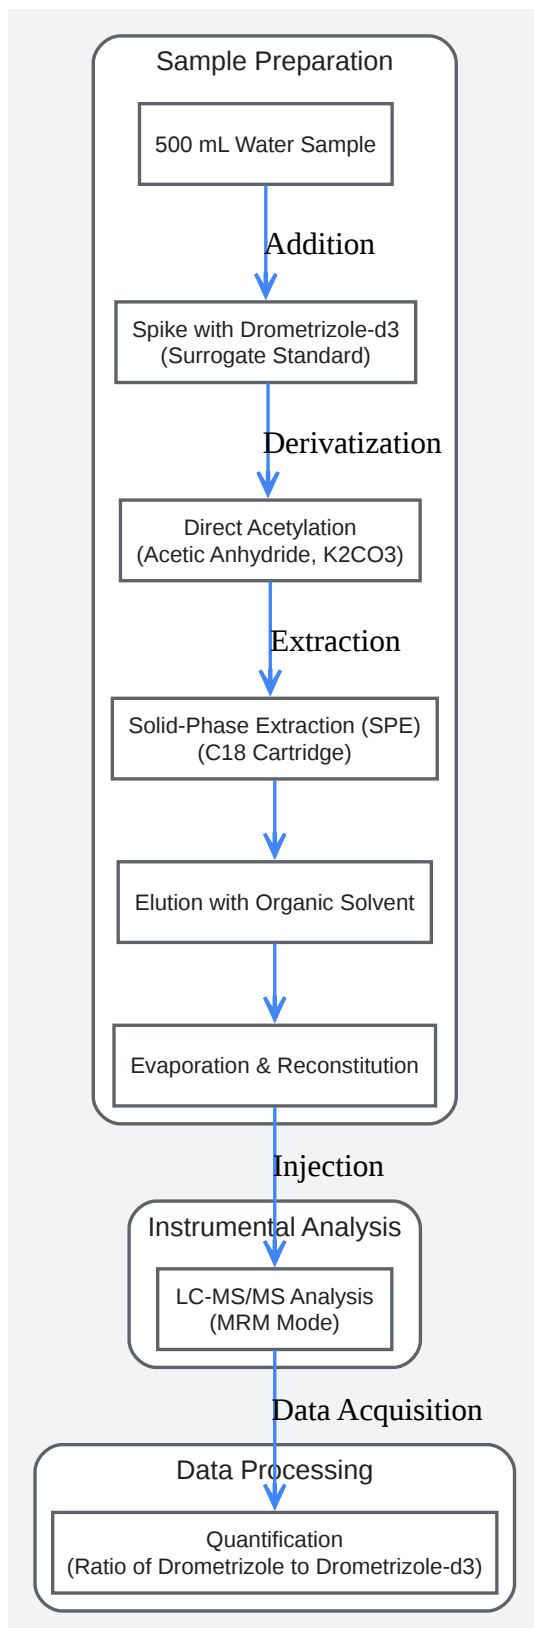 Sample Preparation
500 mL Water Sample
Addition
Spike with Drometrizole-d3
(Surrogate Standard)
Derivatization
Direct Acetylation
(Acetic Anhydride, K2CO3)
Extraction
Solid-Phase Extraction (SPE)
(C18 Cartridge)
Elution with Organic Solvent
Evaporation & Reconstitution
Injection
Instrumental Analysis
LC-MS/MS Analysis
(MRM Mode)
Data Acquisition
Data Processing
Quantification
(Ratio of Drometrizole to Drometrizole-d3)